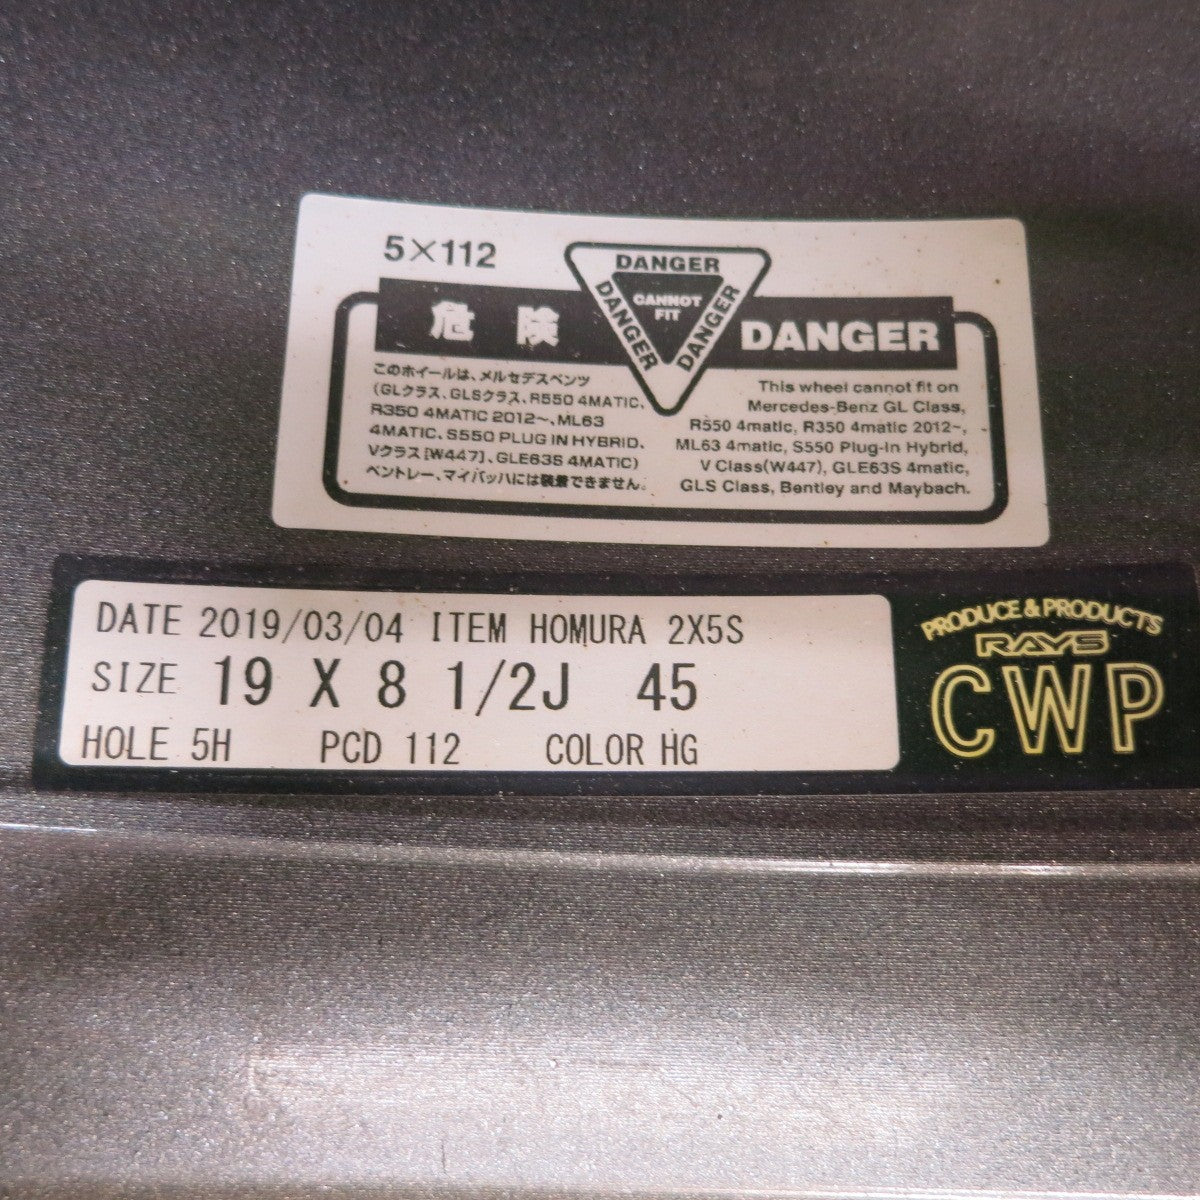 5×112
DANGER
DANGER
DANGER
CANNOT
FIT
危険
DANGER
このホイールは、メルセデスベンツ
(GLクラス、GLSクラス、R550 4MATIC、
R350 4MATIC 2012~、ML63
4MATIC、S550 PLUG IN HYBRID、
Vクラス[W447]、GLE63S 4MATIC)
ベントレー、マイバッハには装着できません。
This wheel cannot fit on
Mercedes-Benz GL Class,
R550 4matic, R350 4matic 2012~,
ML63 4matic, S550 Plug-In Hybrid,
V Class(W447), GLE63S 4matic,
GLS Class, Bentley and Maybach.
DATE 2019/03/04 ITEM HOMURA 2X5S
SIZE 19 X 8 1/2J 45
HOLE 5H PCD 112 COLOR HG
PRODUCE & PRODUCTS
RAYS
CWP